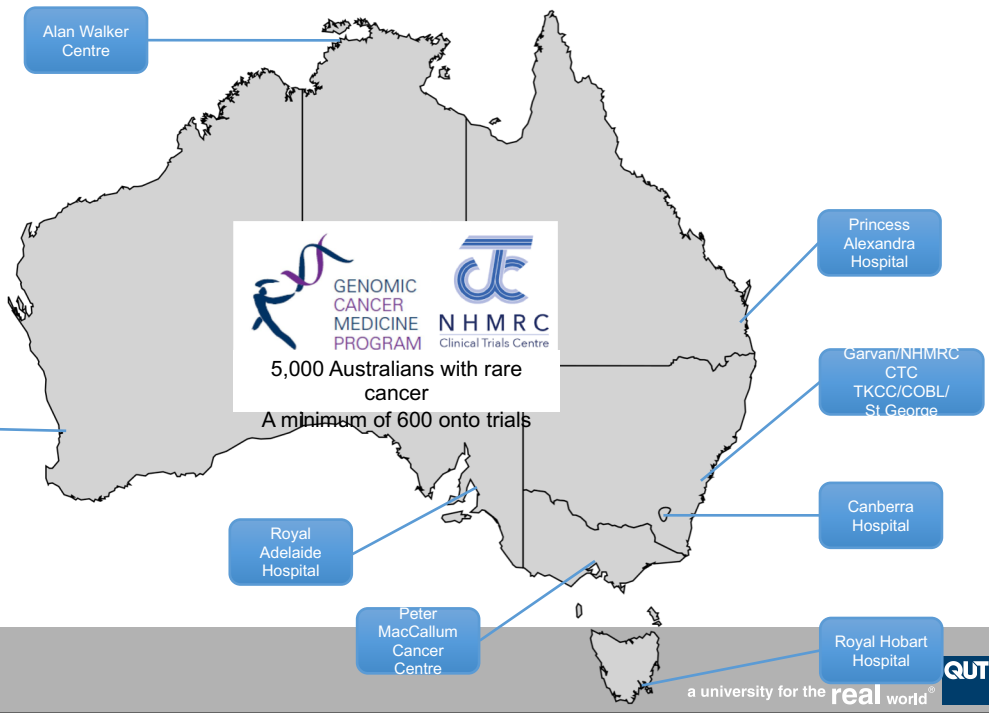 Alan Walker
Centre
Princess
Alexandra
Hospital
GENOMIC
CANCER
MEDICINE
PROGRAM
NHMRC
Clinical Trials Centre
5,000 Australians with rare
cancer
A minimum of 600 onto trials
Garvan/NHMRC
CTC
TKCC/COBL/
St George
Canberra
Hospital
Royal
Adelaide
Hospital
Peter
MacCallum
Cancer
Centre
Royal Hobart
Hospital
a university for the real world®
QUT